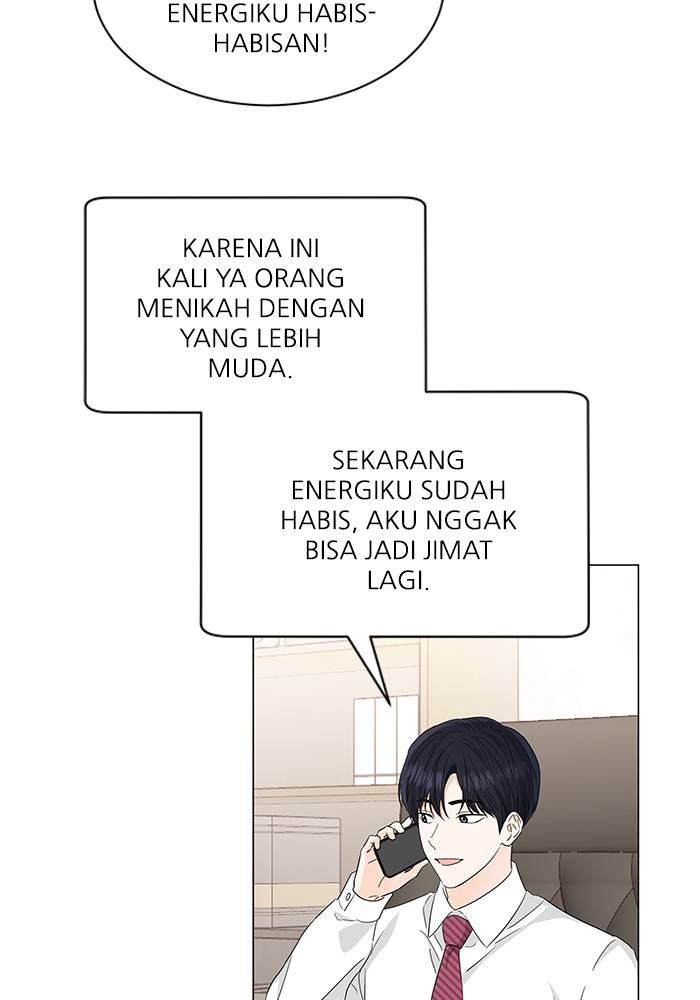 ENERGIKU HABIS-
HABISAN!
KARENA INI
KALI YA ORANG
MENIKAH DENGAN
YANG LEBIH
MUDA.
SEKARANG
ENERGIKU SUDAH
HABIS, AKU NGGAK
BISA JADI JIMAT
LAGI.